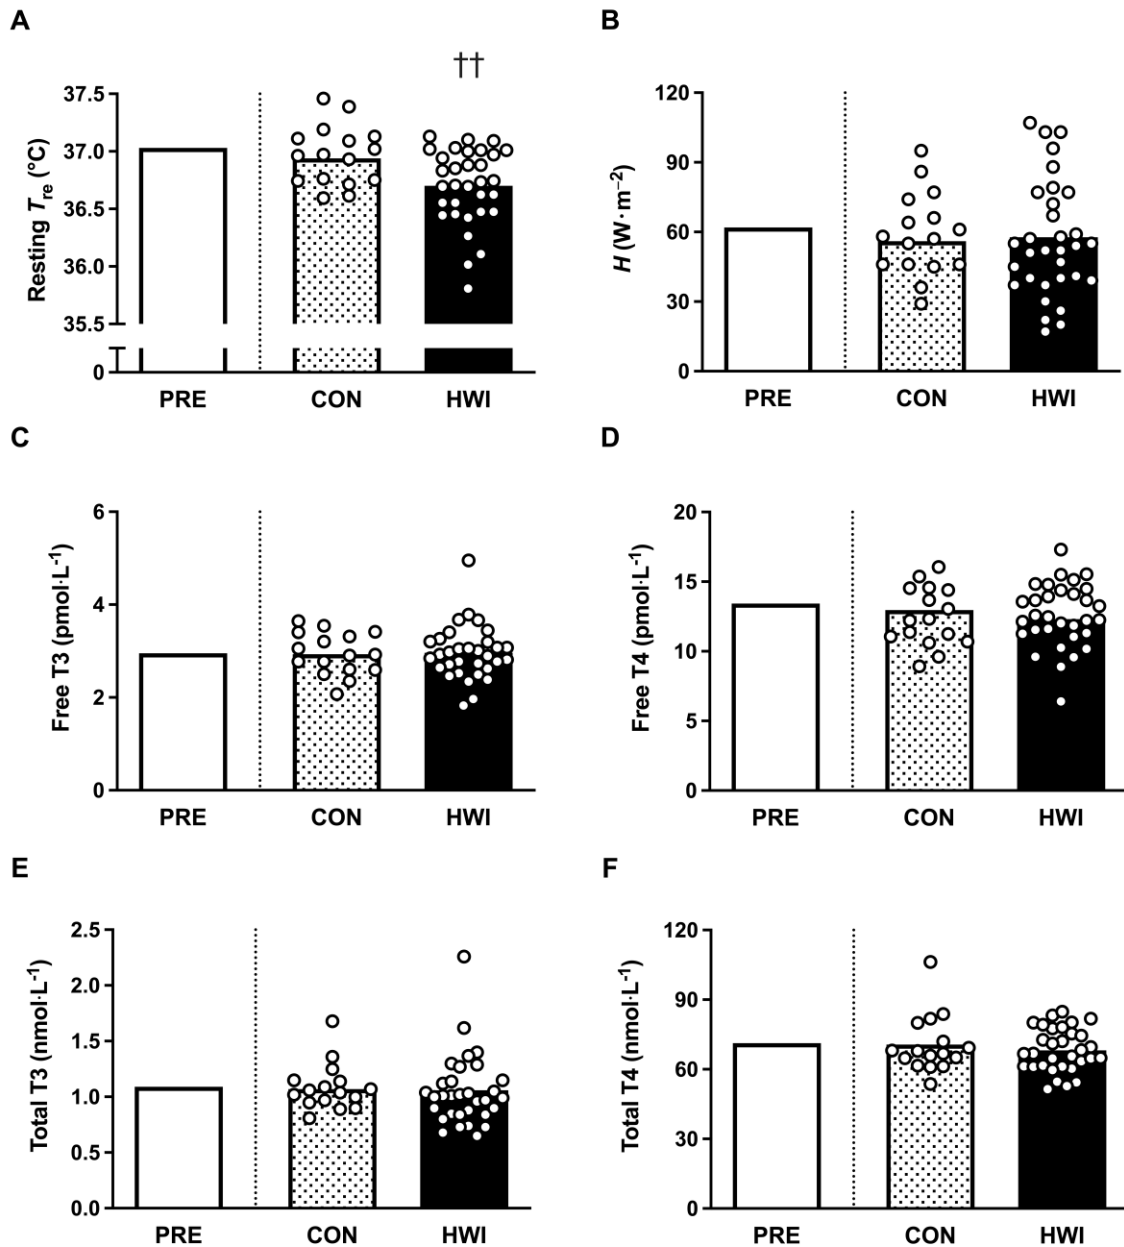 A
††
Resting Tre (°C)
37.5
37.0
36.5
36.0
35.5
0
PRE
CON
HWI
B
H (W·m−2)
120
90
60
30
0
PRE
CON
HWI
C
Free T3 (pmol·L-1)
6
4
2
0
PRE
CON
HWI
D
Free T4 (pmol·L-1)
20
15
10
5
0
PRE
CON
HWI
E
Total T3 (nmol·L-1)
2.5
2.0
1.5
1.0
0.5
0.0
PRE
CON
HWI
F
Total T4 (nmol·L-1)
120
90
60
30
0
PRE
CON
HWI